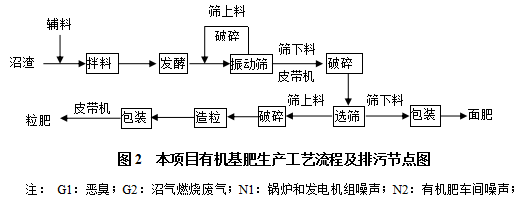 筛上料
辅料
破碎
沼渣 拌料 发酵 振动筛 筛下料 破碎
皮带机
皮带机 筛上料 筛下料
粒肥 包装 造粒 破碎 选筛 包装 面肥
图 2 本项目有机基肥生产工艺流程及排污节点图
注： G1：恶臭；G2：沼气燃烧废气；N1：锅炉和发电机组噪声；N2：有机肥车间噪声；